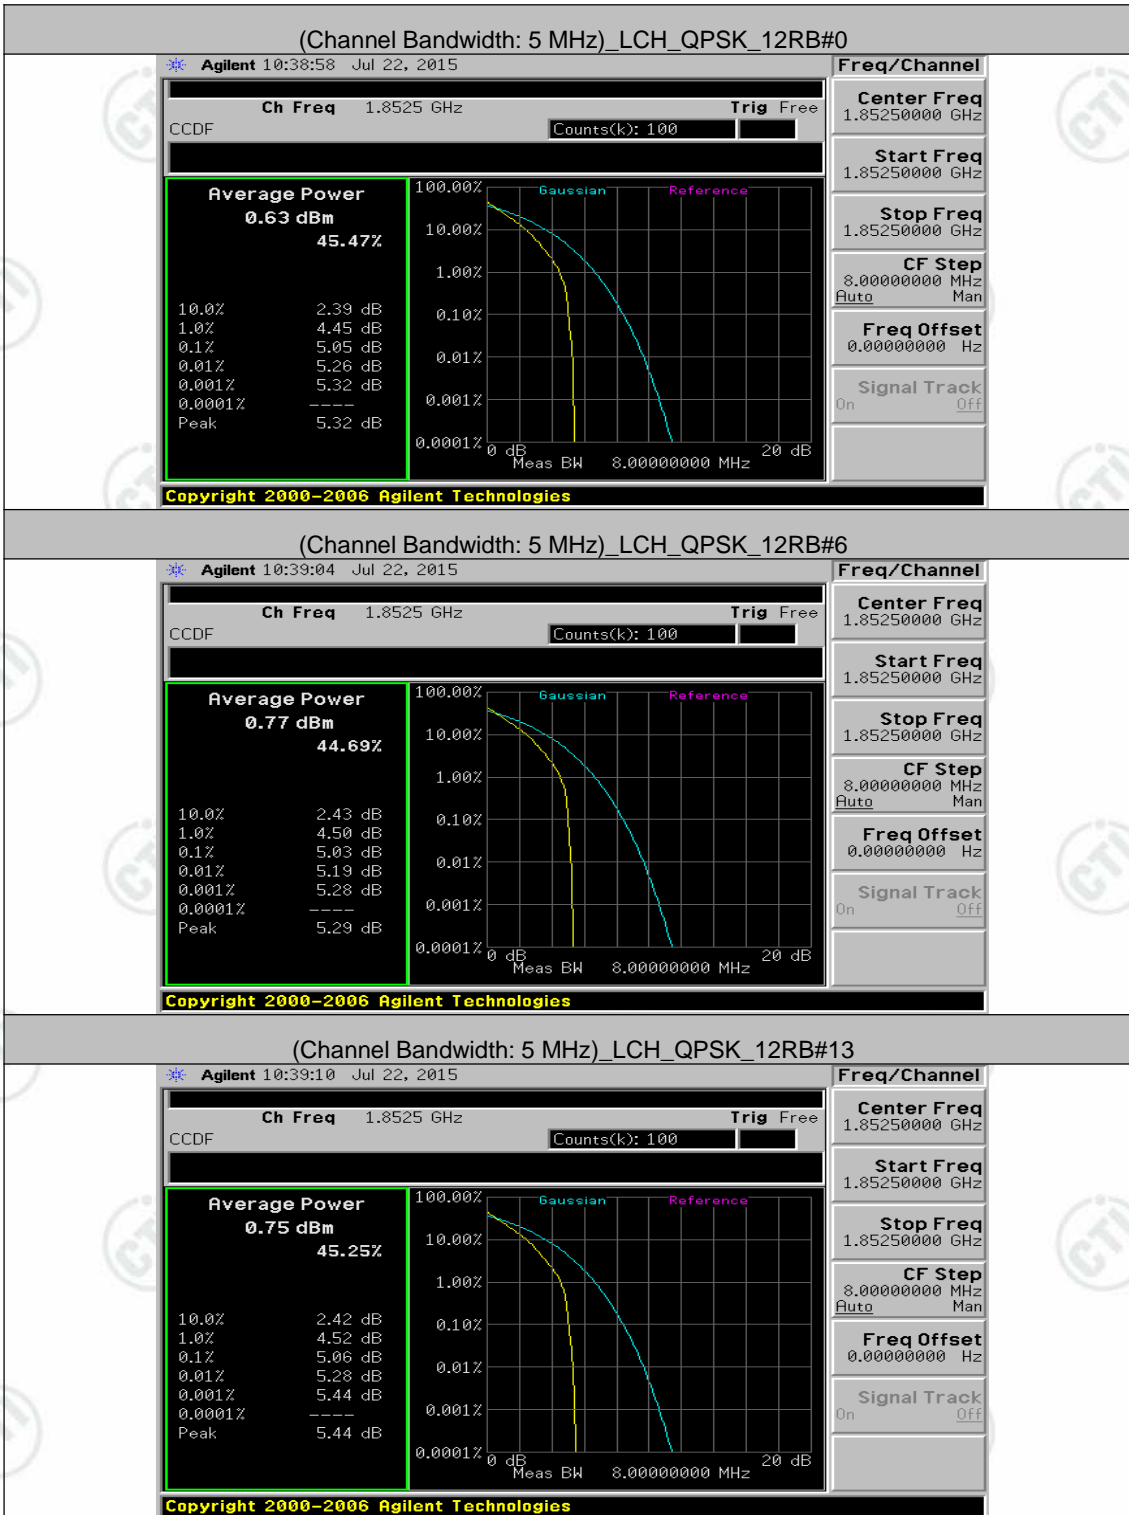 (Channel Bandwidth: 5 MHz)_LCH_QPSK_12RB#0
Agilent 10:38:58 Jul 22, 2015
Freq/Channel
Ch Freq 1.8525 GHz Trig Free
CCDF Counts(k): 100
Average Power
0.63 dBm
45.47%
10.0% 2.39 dB
1.0% 4.45 dB
0.1% 5.05 dB
0.01% 5.26 dB
0.001% 5.32 dB
0.0001% ----
Peak 5.32 dB
Gaussian Reference
100.00%
10.00%
1.00%
0.10%
0.01%
0.001%
0.0001%
0 dB 20 dB
Meas BW 8.00000000 MHz
Center Freq
1.85250000 GHz
Start Freq
1.85250000 GHz
Stop Freq
1.85250000 GHz
CF Step
8.00000000 MHz
Auto Man
Freq Offset
0.00000000 Hz
Signal Track
On Off
Copyright 2000-2006 Agilent Technologies
(Channel Bandwidth: 5 MHz)_LCH_QPSK_12RB#6
Agilent 10:39:04 Jul 22, 2015
Freq/Channel
Ch Freq 1.8525 GHz Trig Free
CCDF Counts(k): 100
Average Power
0.77 dBm
44.69%
10.0% 2.43 dB
1.0% 4.50 dB
0.1% 5.03 dB
0.01% 5.19 dB
0.001% 5.28 dB
0.0001% ----
Peak 5.29 dB
Gaussian Reference
100.00%
10.00%
1.00%
0.10%
0.01%
0.001%
0.0001%
0 dB 20 dB
Meas BW 8.00000000 MHz
Center Freq
1.85250000 GHz
Start Freq
1.85250000 GHz
Stop Freq
1.85250000 GHz
CF Step
8.00000000 MHz
Auto Man
Freq Offset
0.00000000 Hz
Signal Track
On Off
Copyright 2000-2006 Agilent Technologies
(Channel Bandwidth: 5 MHz)_LCH_QPSK_12RB#13
Agilent 10:39:10 Jul 22, 2015
Freq/Channel
Ch Freq 1.8525 GHz Trig Free
CCDF Counts(k): 100
Average Power
0.75 dBm
45.25%
10.0% 2.42 dB
1.0% 4.52 dB
0.1% 5.06 dB
0.01% 5.28 dB
0.001% 5.44 dB
0.0001% ----
Peak 5.44 dB
Gaussian Reference
100.00%
10.00%
1.00%
0.10%
0.01%
0.001%
0.0001%
0 dB 20 dB
Meas BW 8.00000000 MHz
Center Freq
1.85250000 GHz
Start Freq
1.85250000 GHz
Stop Freq
1.85250000 GHz
CF Step
8.00000000 MHz
Auto Man
Freq Offset
0.00000000 Hz
Signal Track
On Off
Copyright 2000-2006 Agilent Technologies
CTI
CTI
CTI
CTI
CTI
CTI
CTI